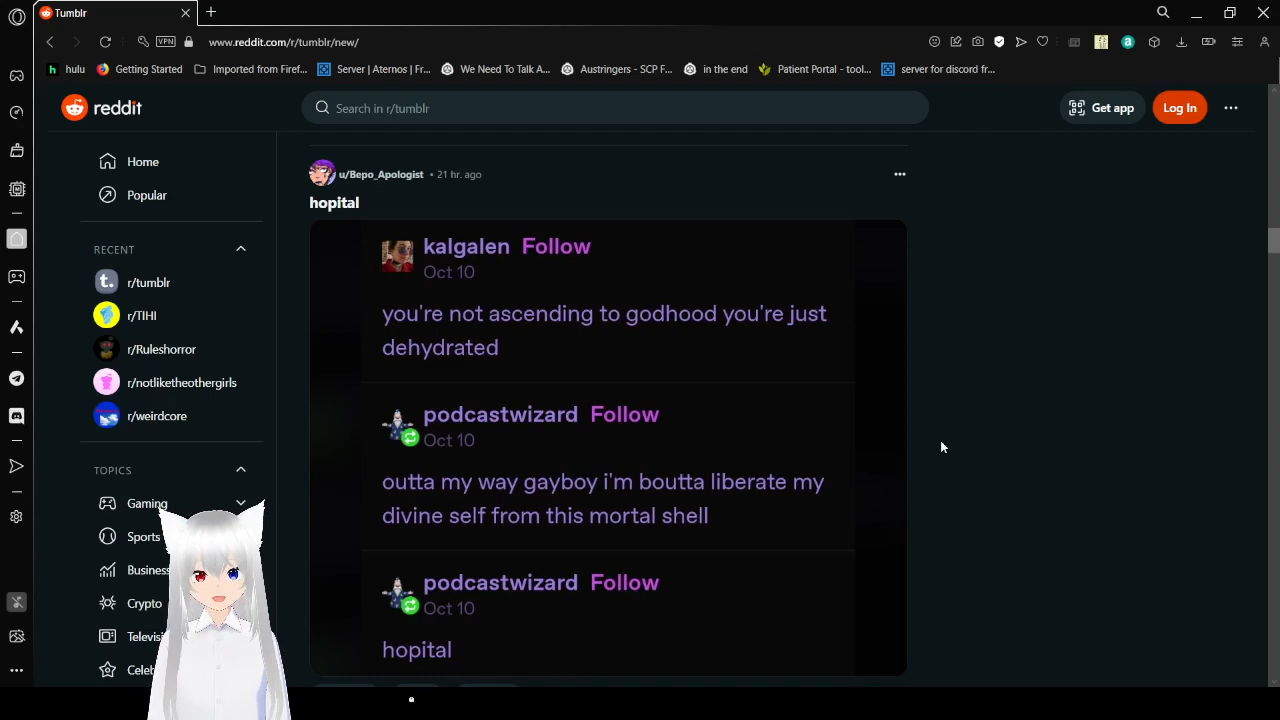 Tumblr
VPN
www.reddit.com/r/tumblr/new/
hulu
Getting Started
Imported from Firef...
Server | Aternos | Fr...
We Need To Talk A...
Austringers - SCP F...
in the end
Patient Portal - tool...
server for discord fr...
reddit
Search in r/tumblr
Get app
Log In
Home
Popular
RECENT
r/tumblr
r/TIHI
r/Ruleshorror
r/notliketheothergirls
r/weirdcore
TOPICS
Gaming
Sports
Business
Crypto
Televisi
Celeb
u/Bepo_Apologist • 21 hr. ago
hopital
kalgalen Follow
Oct 10
you're not ascending to godhood you're just
dehydrated
podcastwizard Follow
Oct 10
outta my way gayboy i'm boutta liberate my
divine self from this mortal shell
podcastwizard Follow
Oct 10
hopital